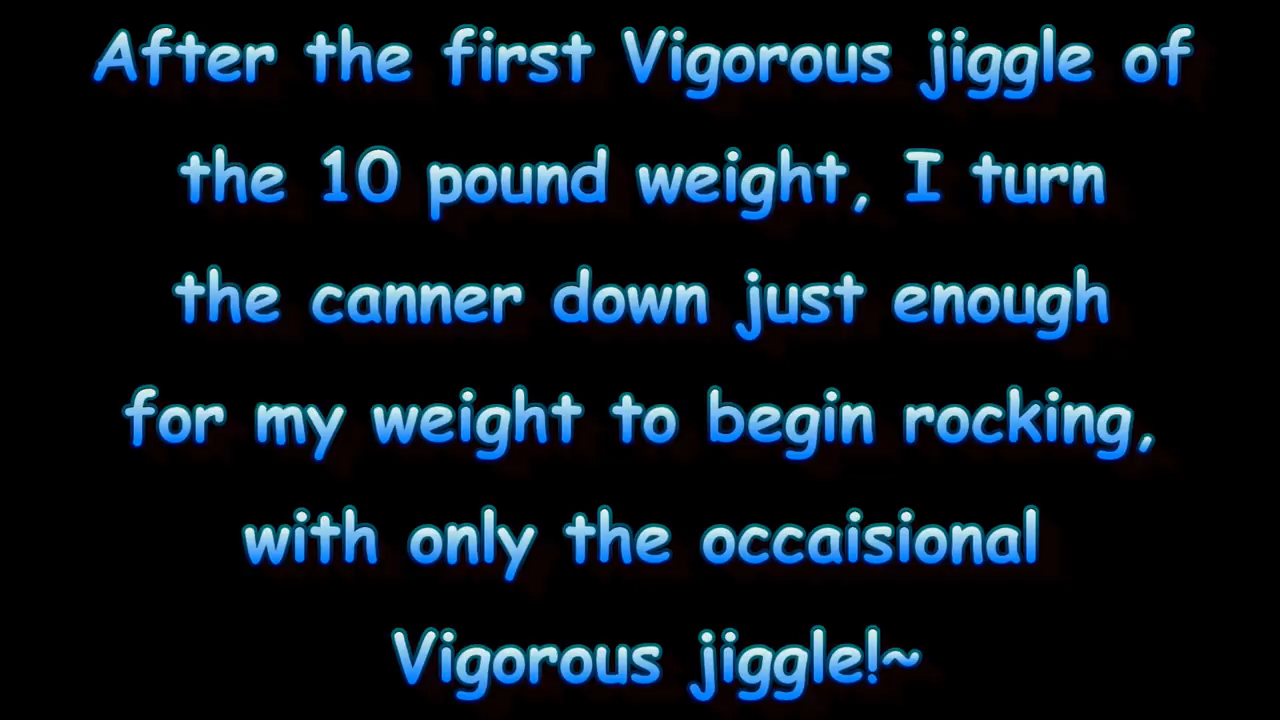 After the first Vigorous jiggle of
the 10 pound weight, I turn
the canner down just enough
for my weight to begin rocking,
with only the occaisional
Vigorous jiggle!~